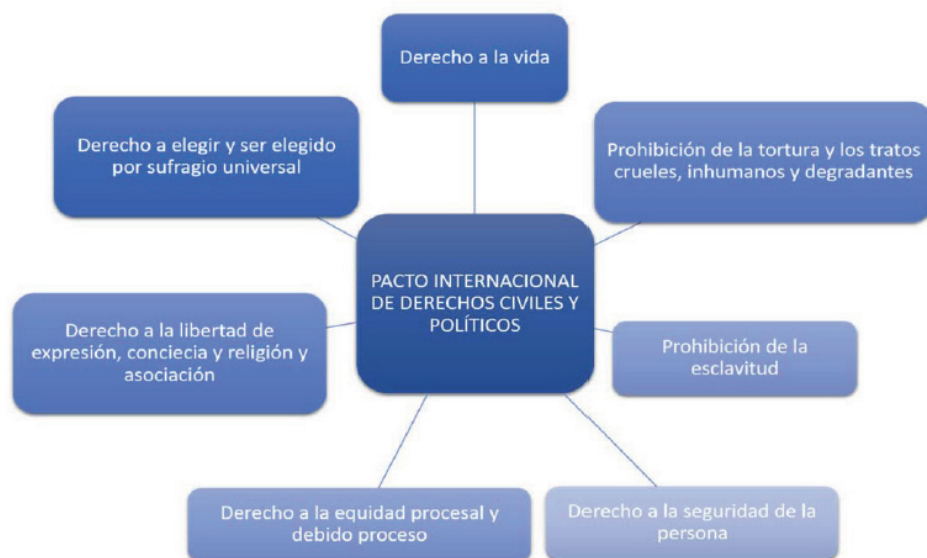 Derecho a la vida
Derecho a elegir y ser elegido
por sufragio universal
Prohibición de la tortura y los tratos
crueles, inhumanos y degradantes
PACTO INTERNACIONAL
DE DERECHOS CIVILES Y
POLÍTICOS
Derecho a la libertad de
expresión, conciecia y religión y
asociación
Prohibición de la
esclavitud
Derecho a la equidad procesal y
debido proceso
Derecho a la seguridad de la
persona